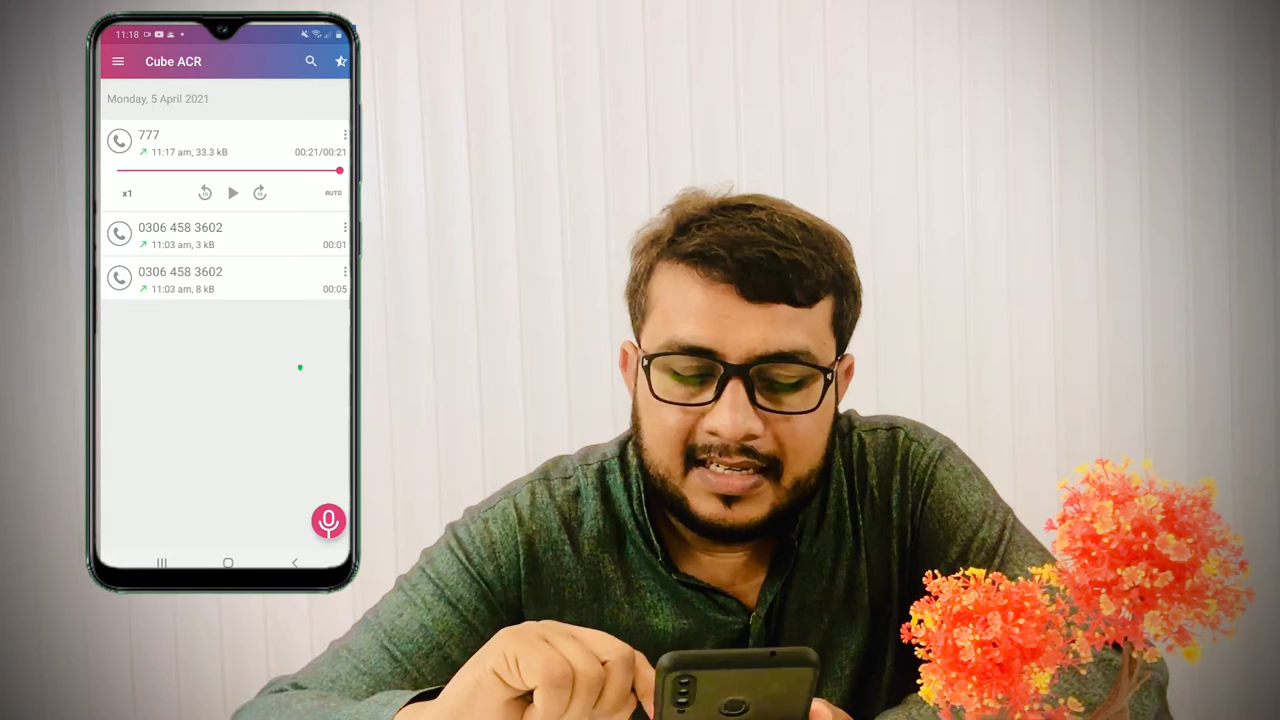 11:18
Cube ACR
Monday, 5 April 2021
777
11:17 am, 33.3 kB 00:21/00:21
x1 AUTO
0306 458 3602
11:03 am, 3 kB 00:01
0306 458 3602
11:03 am, 8 kB 00:05